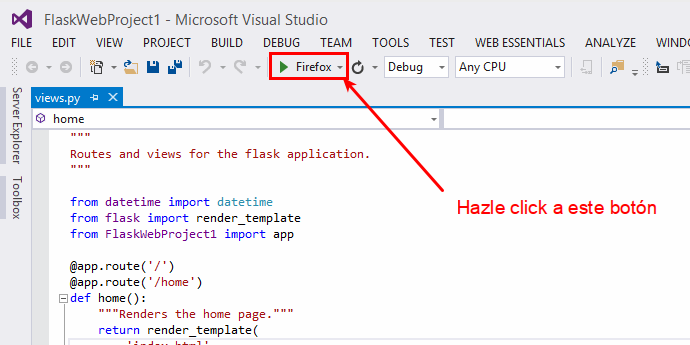 FlaskWebProject1 - Microsoft Visual Studio
FILE EDIT VIEW PROJECT BUILD DEBUG TEAM TOOLS TEST WEB ESSENTIALS ANALYZE WINDOW
Firefox Debug Any CPU
Server Explorer
Toolbox
views.py
home
"""
Routes and views for the flask application.
"""
from datetime import datetime
from flask import render_template
from FlaskWebProject1 import app
Hazle click a este botón
@app.route('/')
@app.route('/home')
def home():
"""Renders the home page."""
return render_template(
'index.html'